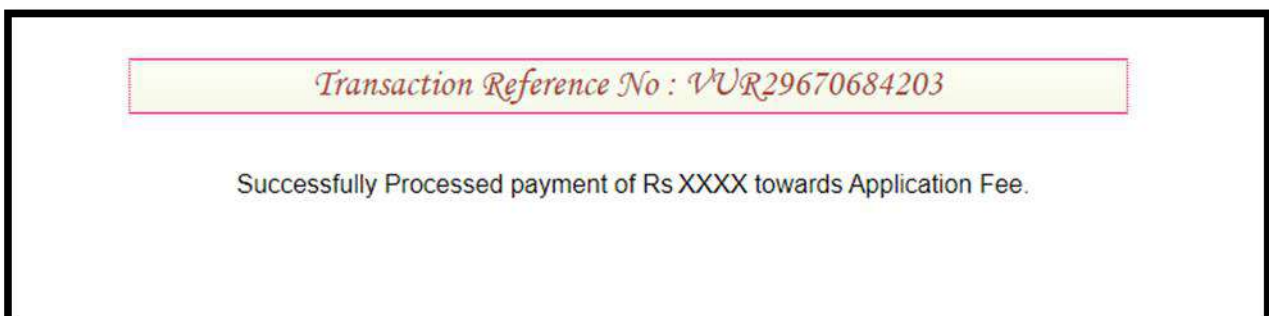 Transaction Reference No : VUR29670684203
Successfully Processed payment of Rs XXXX towards Application Fee.